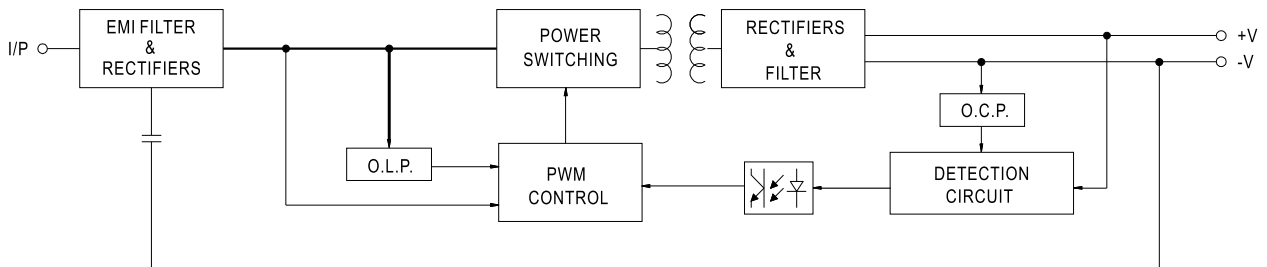 I/P
EMI FILTER
&
RECTIFIERS
POWER
SWITCHING
RECTIFIERS
&
FILTER
+V
-V
O.C.P.
O.L.P.
PWM
CONTROL
DETECTION
CIRCUIT